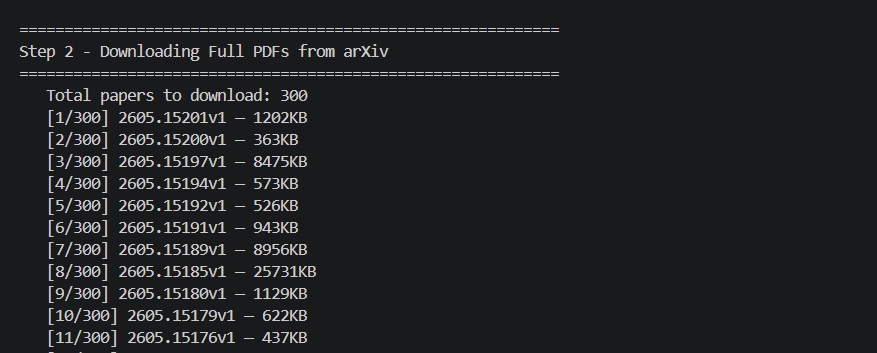 ============================================================
Step 2 - Downloading Full PDFs from arXiv
============================================================
Total papers to download: 300
[1/300] 2605.15201v1 — 1202KB
[2/300] 2605.15200v1 — 363KB
[3/300] 2605.15197v1 — 8475KB
[4/300] 2605.15194v1 — 573KB
[5/300] 2605.15192v1 — 526KB
[6/300] 2605.15191v1 — 943KB
[7/300] 2605.15189v1 — 8956KB
[8/300] 2605.15185v1 — 25731KB
[9/300] 2605.15180v1 — 1129KB
[10/300] 2605.15179v1 — 622KB
[11/300] 2605.15176v1 — 437KB